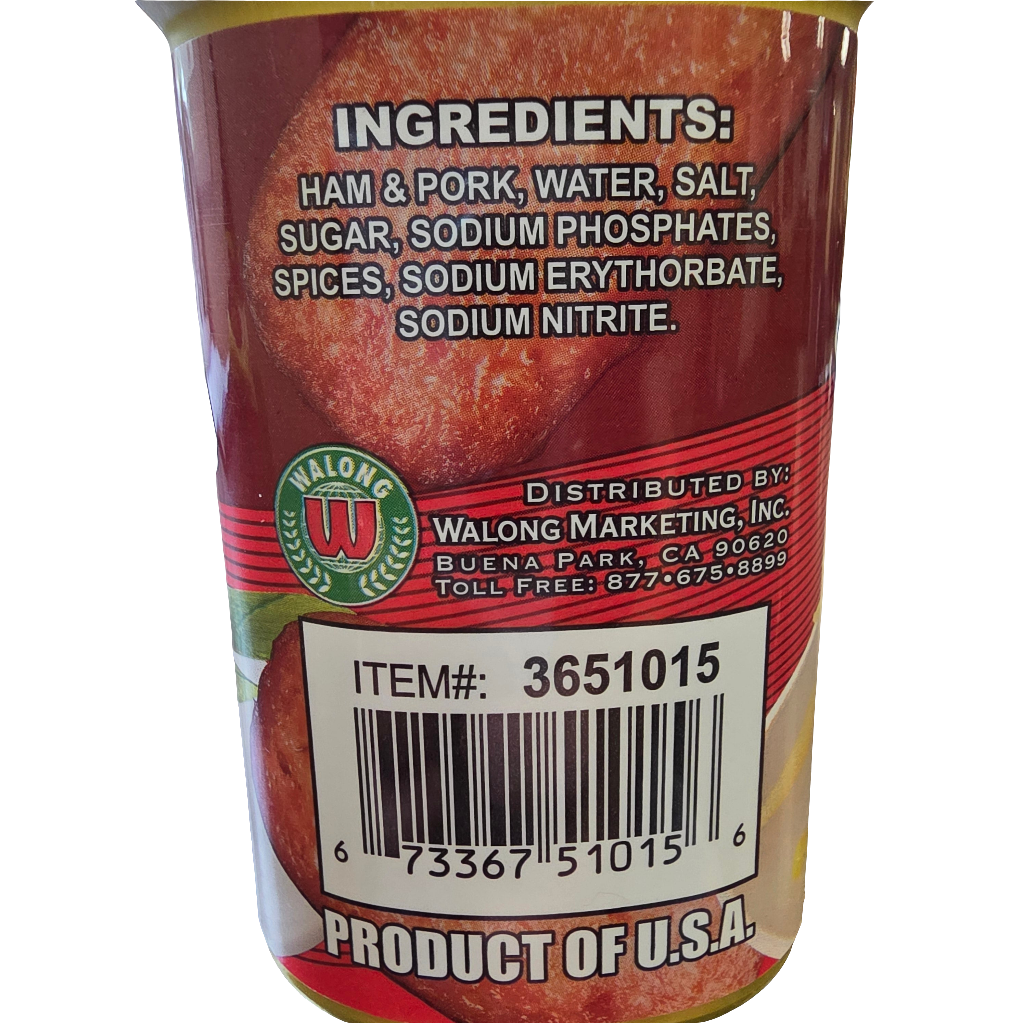 INGREDIENTS:
HAM & PORK, WATER, SALT,
SUGAR, SODIUM PHOSPHATES,
SPICES, SODIUM ERYTHORBATE,
SODIUM NITRITE.
WALONG
W
DISTRIBUTED BY:
WALONG MARKETING, INC.
BUENA PARK, CA 90620
TOLL FREE: 877•675•8899
ITEM#: 3651015
6 73367 51015 6
PRODUCT OF U.S.A.